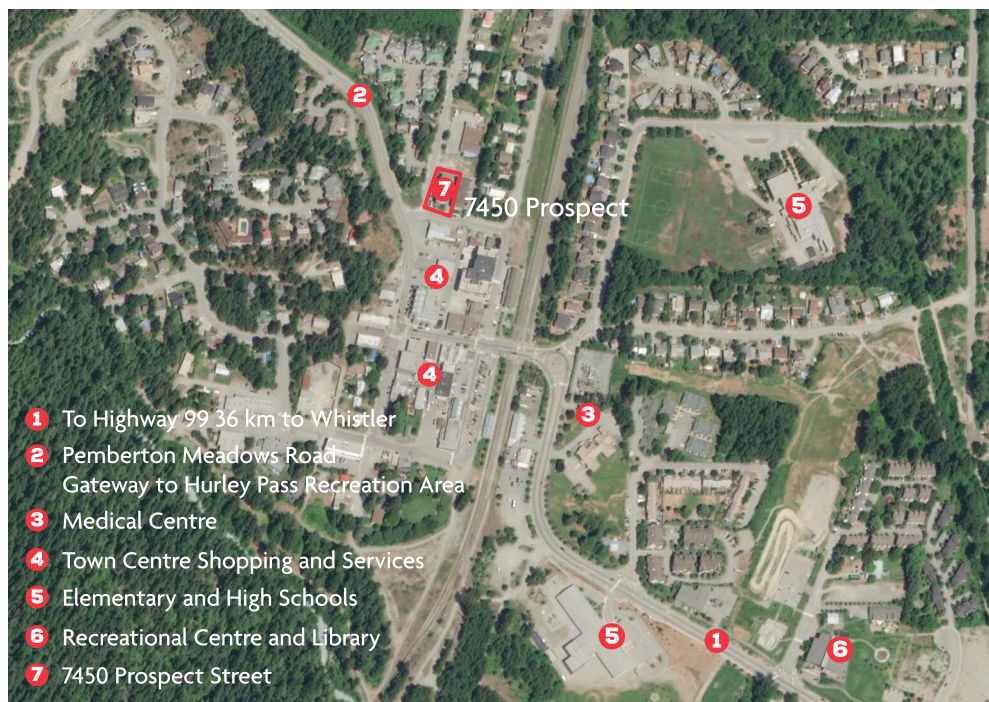 2
7
7450 Prospect
5
4
4
3
1 To Highway 99 36 km to Whistler
2 Pemberton Meadows Road
Gateway to Hurley Pass Recreation Area
3 Medical Centre
4 Town Centre Shopping and Services
5 Elementary and High Schools
6 Recreational Centre and Library
7 7450 Prospect Street
5
1
6